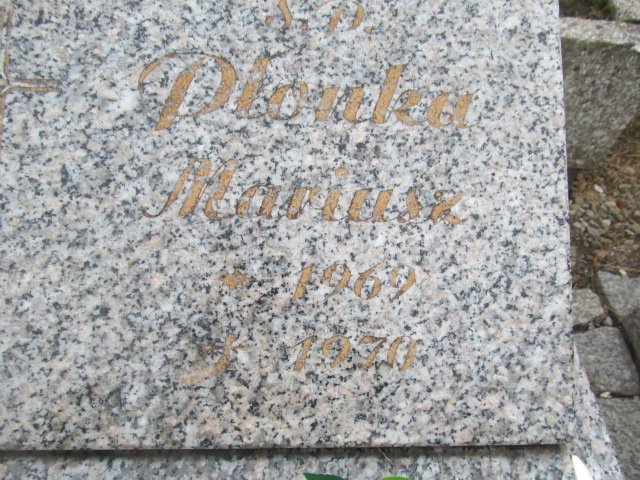 Ś. p.
Płonka
Mariusz
* 1969
† 1970